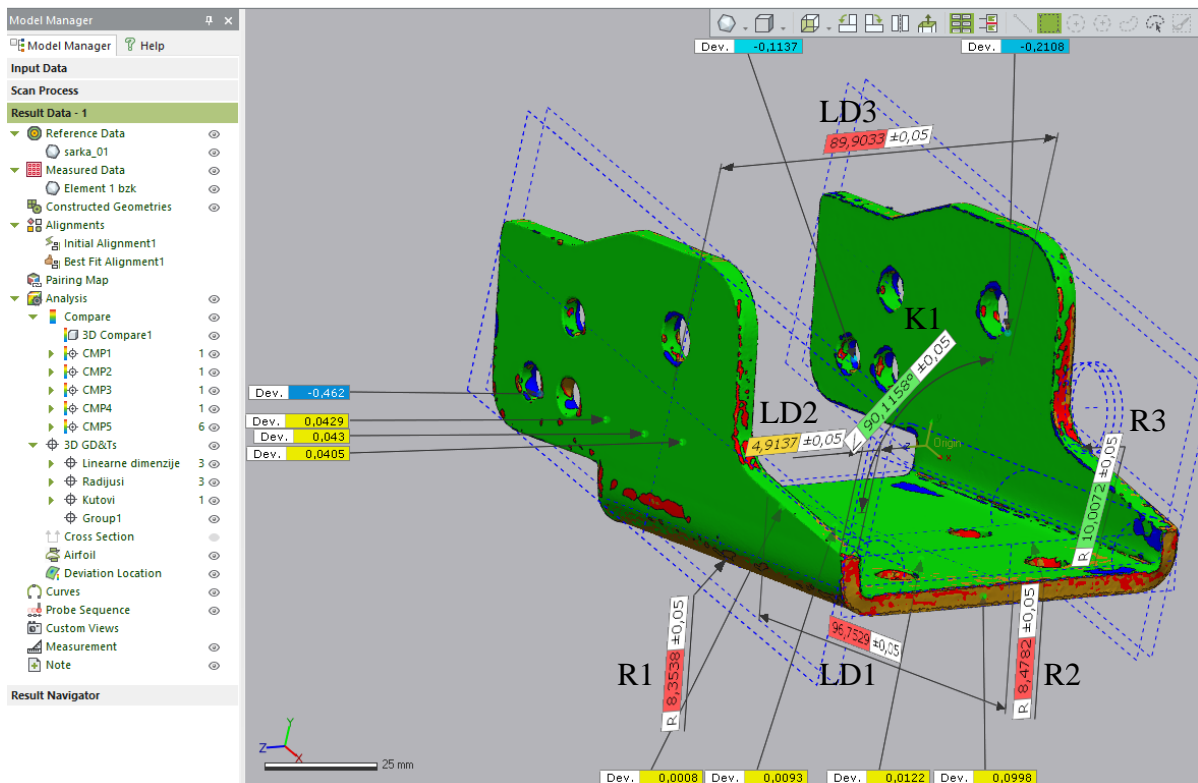 Model Manager
Model Manager
Help
Input Data
Scan Process
Result Data - 1
Reference Data
sarka_01
Measured Data
Element 1 bzk
Constructed Geometries
Alignments
Initial Alignment1
Best Fit Alignment1
Pairing Map
Analysis
Compare
3D Compare1
CMP1 1
CMP2 1
CMP3 1
CMP4 1
CMP5 6
3D GD&Ts
Linearne dimenzije 3
Radijusi 3
Kutovi 1
Group1
Cross Section
Airfoil
Deviation Location
Curves
Probe Sequence
Custom Views
Measurement
Note
Result Navigator
Dev. -0,1137
Dev. -0,2108
LD3
89,9033 ±0,05
K1
90,1158° ±0,05
Dev. -0,462
Dev. 0,0429
Dev. 0,043
Dev. 0,0405
LD2
4,9137 ±0,05
Z
Origin
X
R3
R 10,0072 ±0,05
R1
R 8,3538 ±0,05
96,7529 ±0,05
LD1
R 8,4782 ±0,05
R2
Y
Z
X
25 mm
Dev. 0,0008
Dev. 0,0093
Dev. 0,0122
Dev. 0,0998